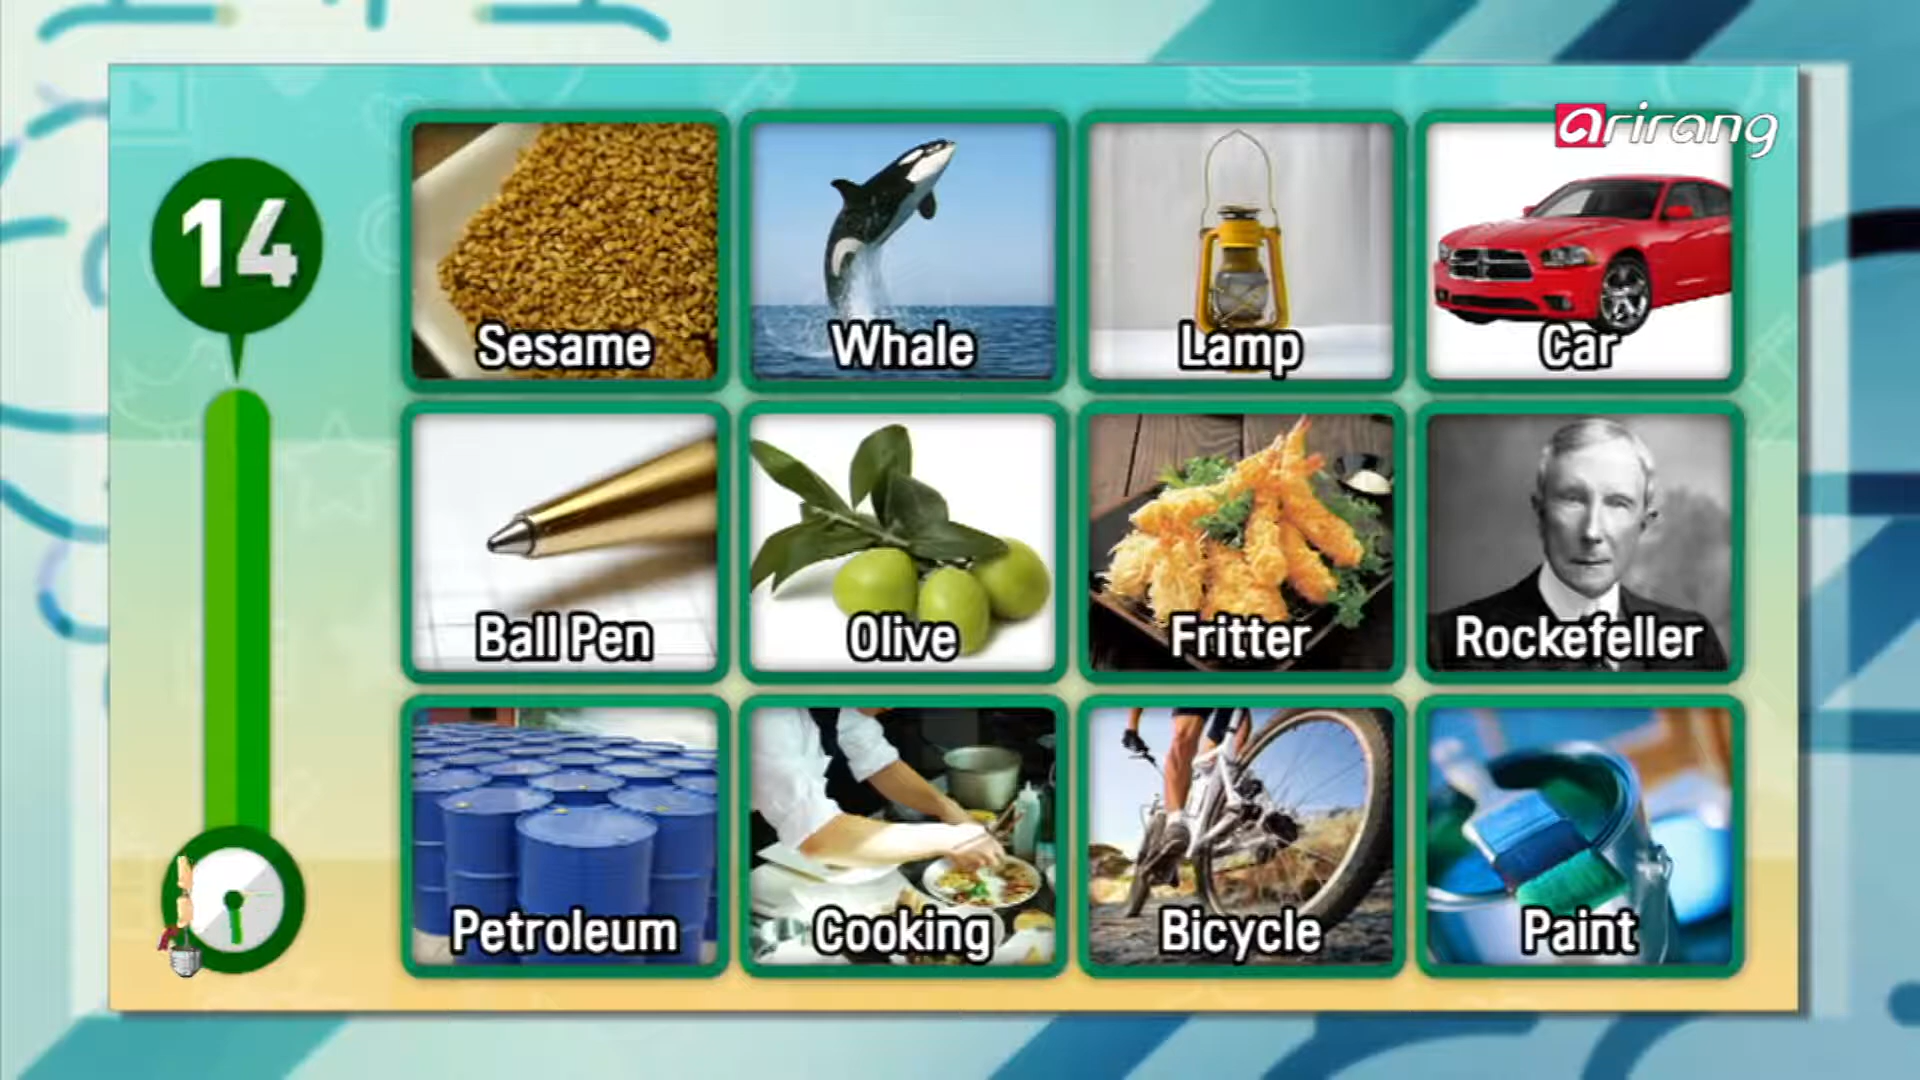 arirang
14
Sesame
Whale
Lamp
Car
Ball Pen
Olive
Fritter
Rockefeller
Petroleum
Cooking
Bicycle
Paint